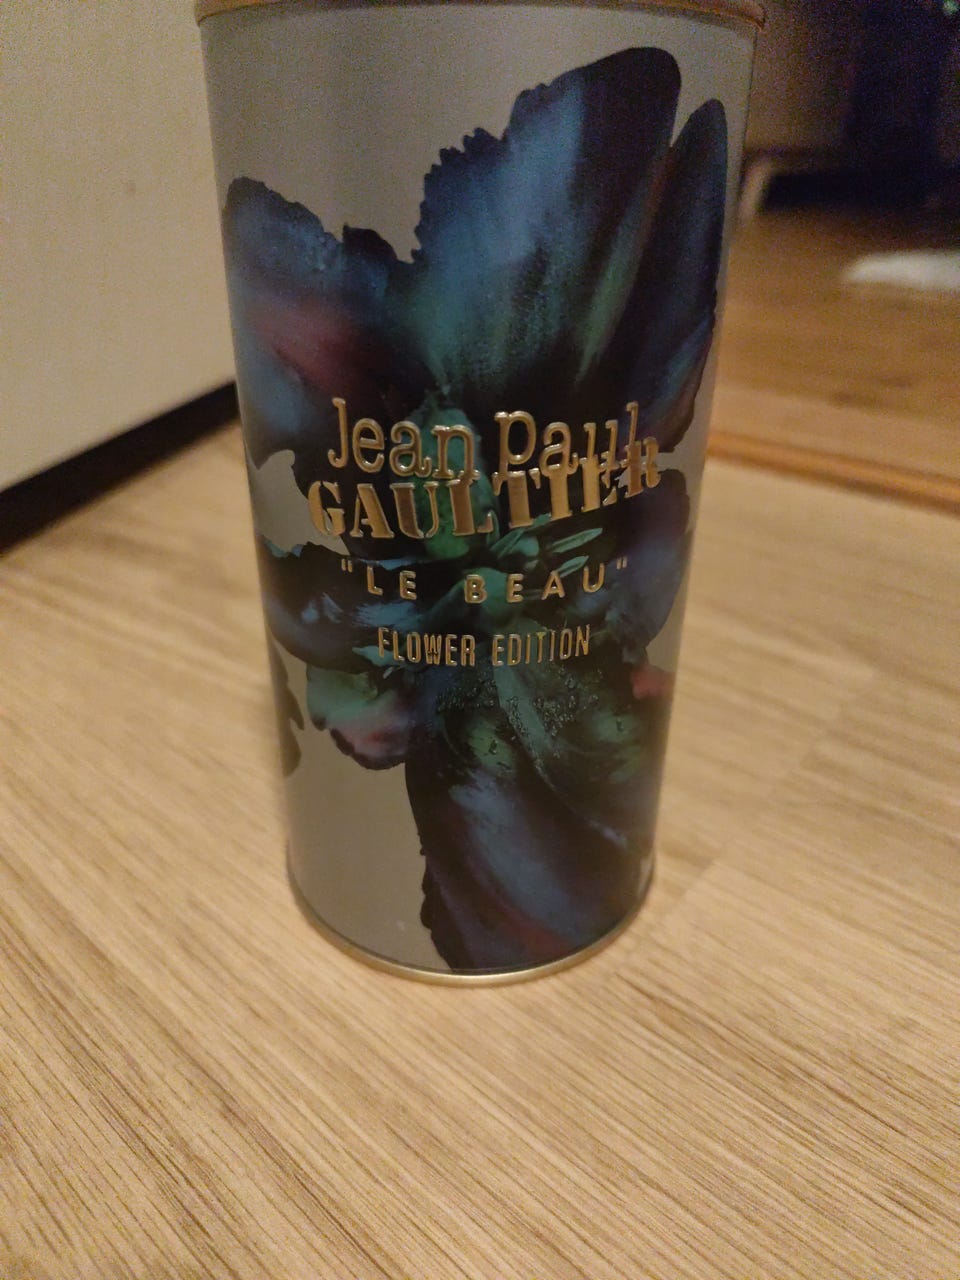 Jean Paul
GAULTIER
"LE BEAU"
FLOWER EDITION